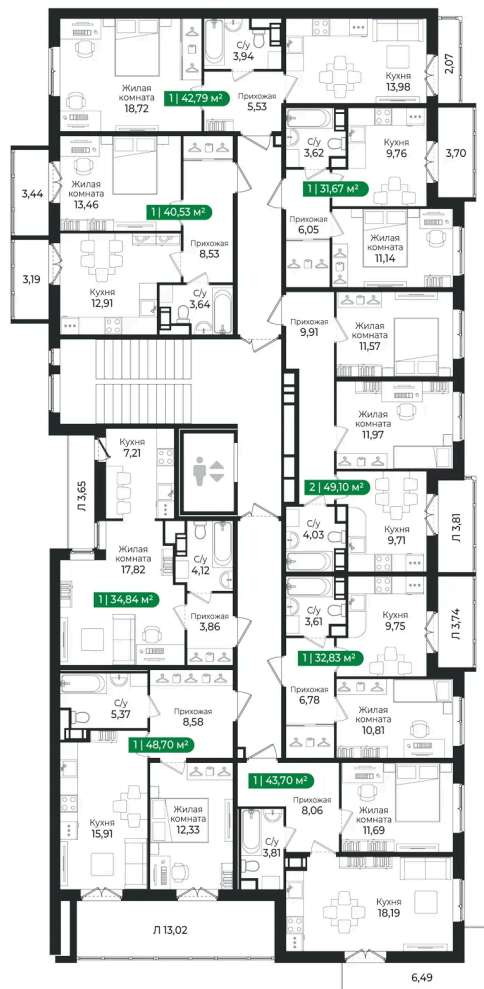 С/у
3,94
Кухня
13,98
2,07
Жилая
комната
18,72
1 | 42,79 м²
Прихожая
5,53
С/у
3,62
Кухня
9,76
3,70
3,44
Жилая
комната
13,46
1 | 40,53 м²
1 | 31,67 м²
6,05
Жилая
комната
11,14
Прихожая
8,53
3,19
Кухня
12,91
С/у
3,64
Прихожая
9,91
Жилая
комната
11,57
Жилая
комната
11,97
Кухня
7,21
Л 3,65
2 | 49,10 м²
С/у
4,03
Кухня
9,71
Л 3,81
Жилая
комната
17,82
С/у
4,12
1 | 34,84 м²
Прихожая
3,86
С/у
3,61
Кухня
9,75
Л 3,74
1 | 32,83 м²
Прихожая
6,78
Жилая
комната
10,81
С/у
5,37
Прихожая
8,58
1 | 48,70 м²
Кухня
15,91
Жилая
комната
12,33
1 | 43,70 м²
Прихожая
8,06
Жилая
комната
11,69
С/у
3,81
Кухня
18,19
Л 13,02
6,49